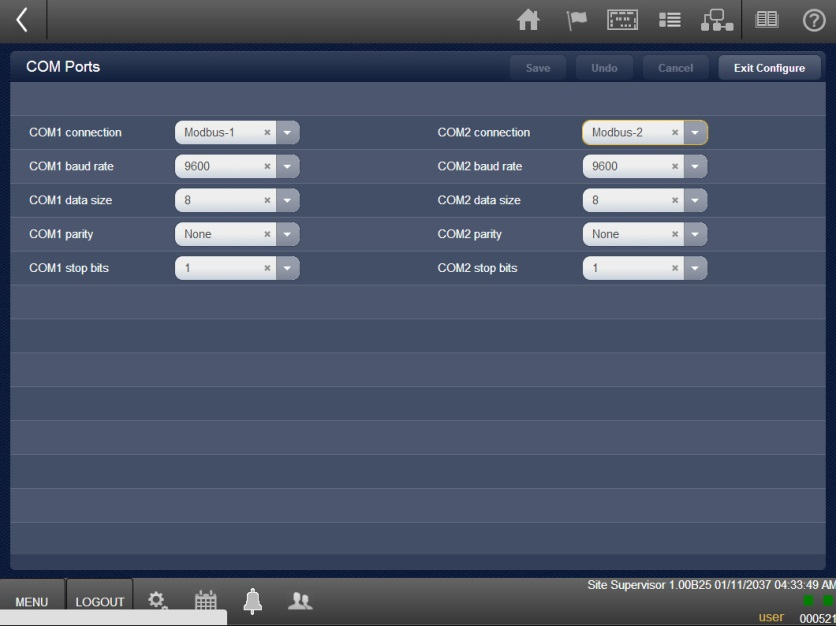 COM Ports Save Undo Cancel Exit Configure
COM1 connection Modbus-1 COM2 connection Modbus-2
COM1 baud rate 9600 COM2 baud rate 9600
COM1 data size 8 COM2 data size 8
COM1 parity None COM2 parity None
COM1 stop bits 1 COM2 stop bits 1
Site Supervisor 1.00B25 01/11/2037 04:33:49 AM
MENU LOGOUT
user 000521